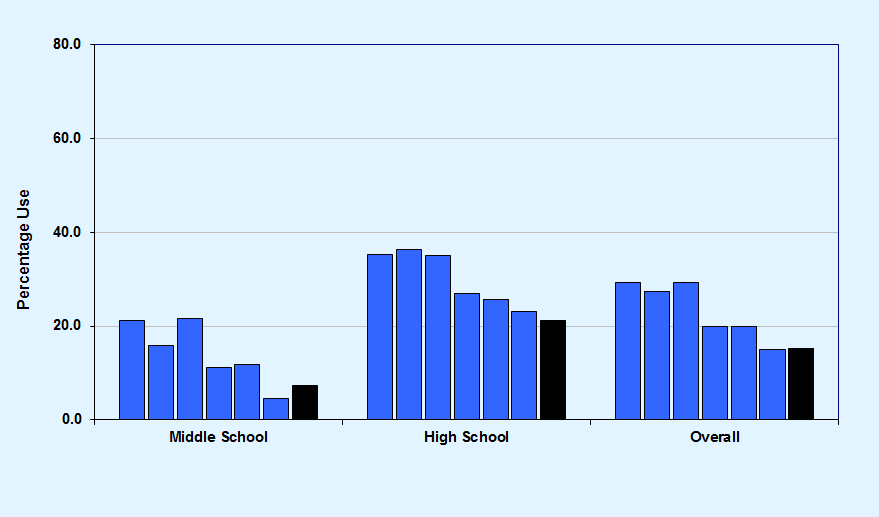 80.0
60.0
40.0
20.0
0.0
Percentage Use
Middle School
High School
Overall